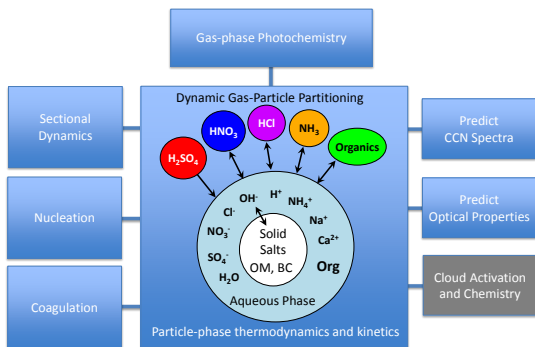 Gas-phase Photochemistry
Dynamic Gas-Particle Partitioning
Sectional
Dynamics
Nucleation
Coagulation
H₂SO₄
HNO₃
HCl
NH₃
Organics
OH⁻
H⁺
NH₄⁺
Cl⁻
Na⁺
NO₃⁻
Ca²⁺
SO₄⁻
Org
H₂O
Solid
Salts
OM, BC
Aqueous Phase
Particle-phase thermodynamics and kinetics
Predict
CCN Spectra
Predict
Optical Properties
Cloud Activation
and Chemistry